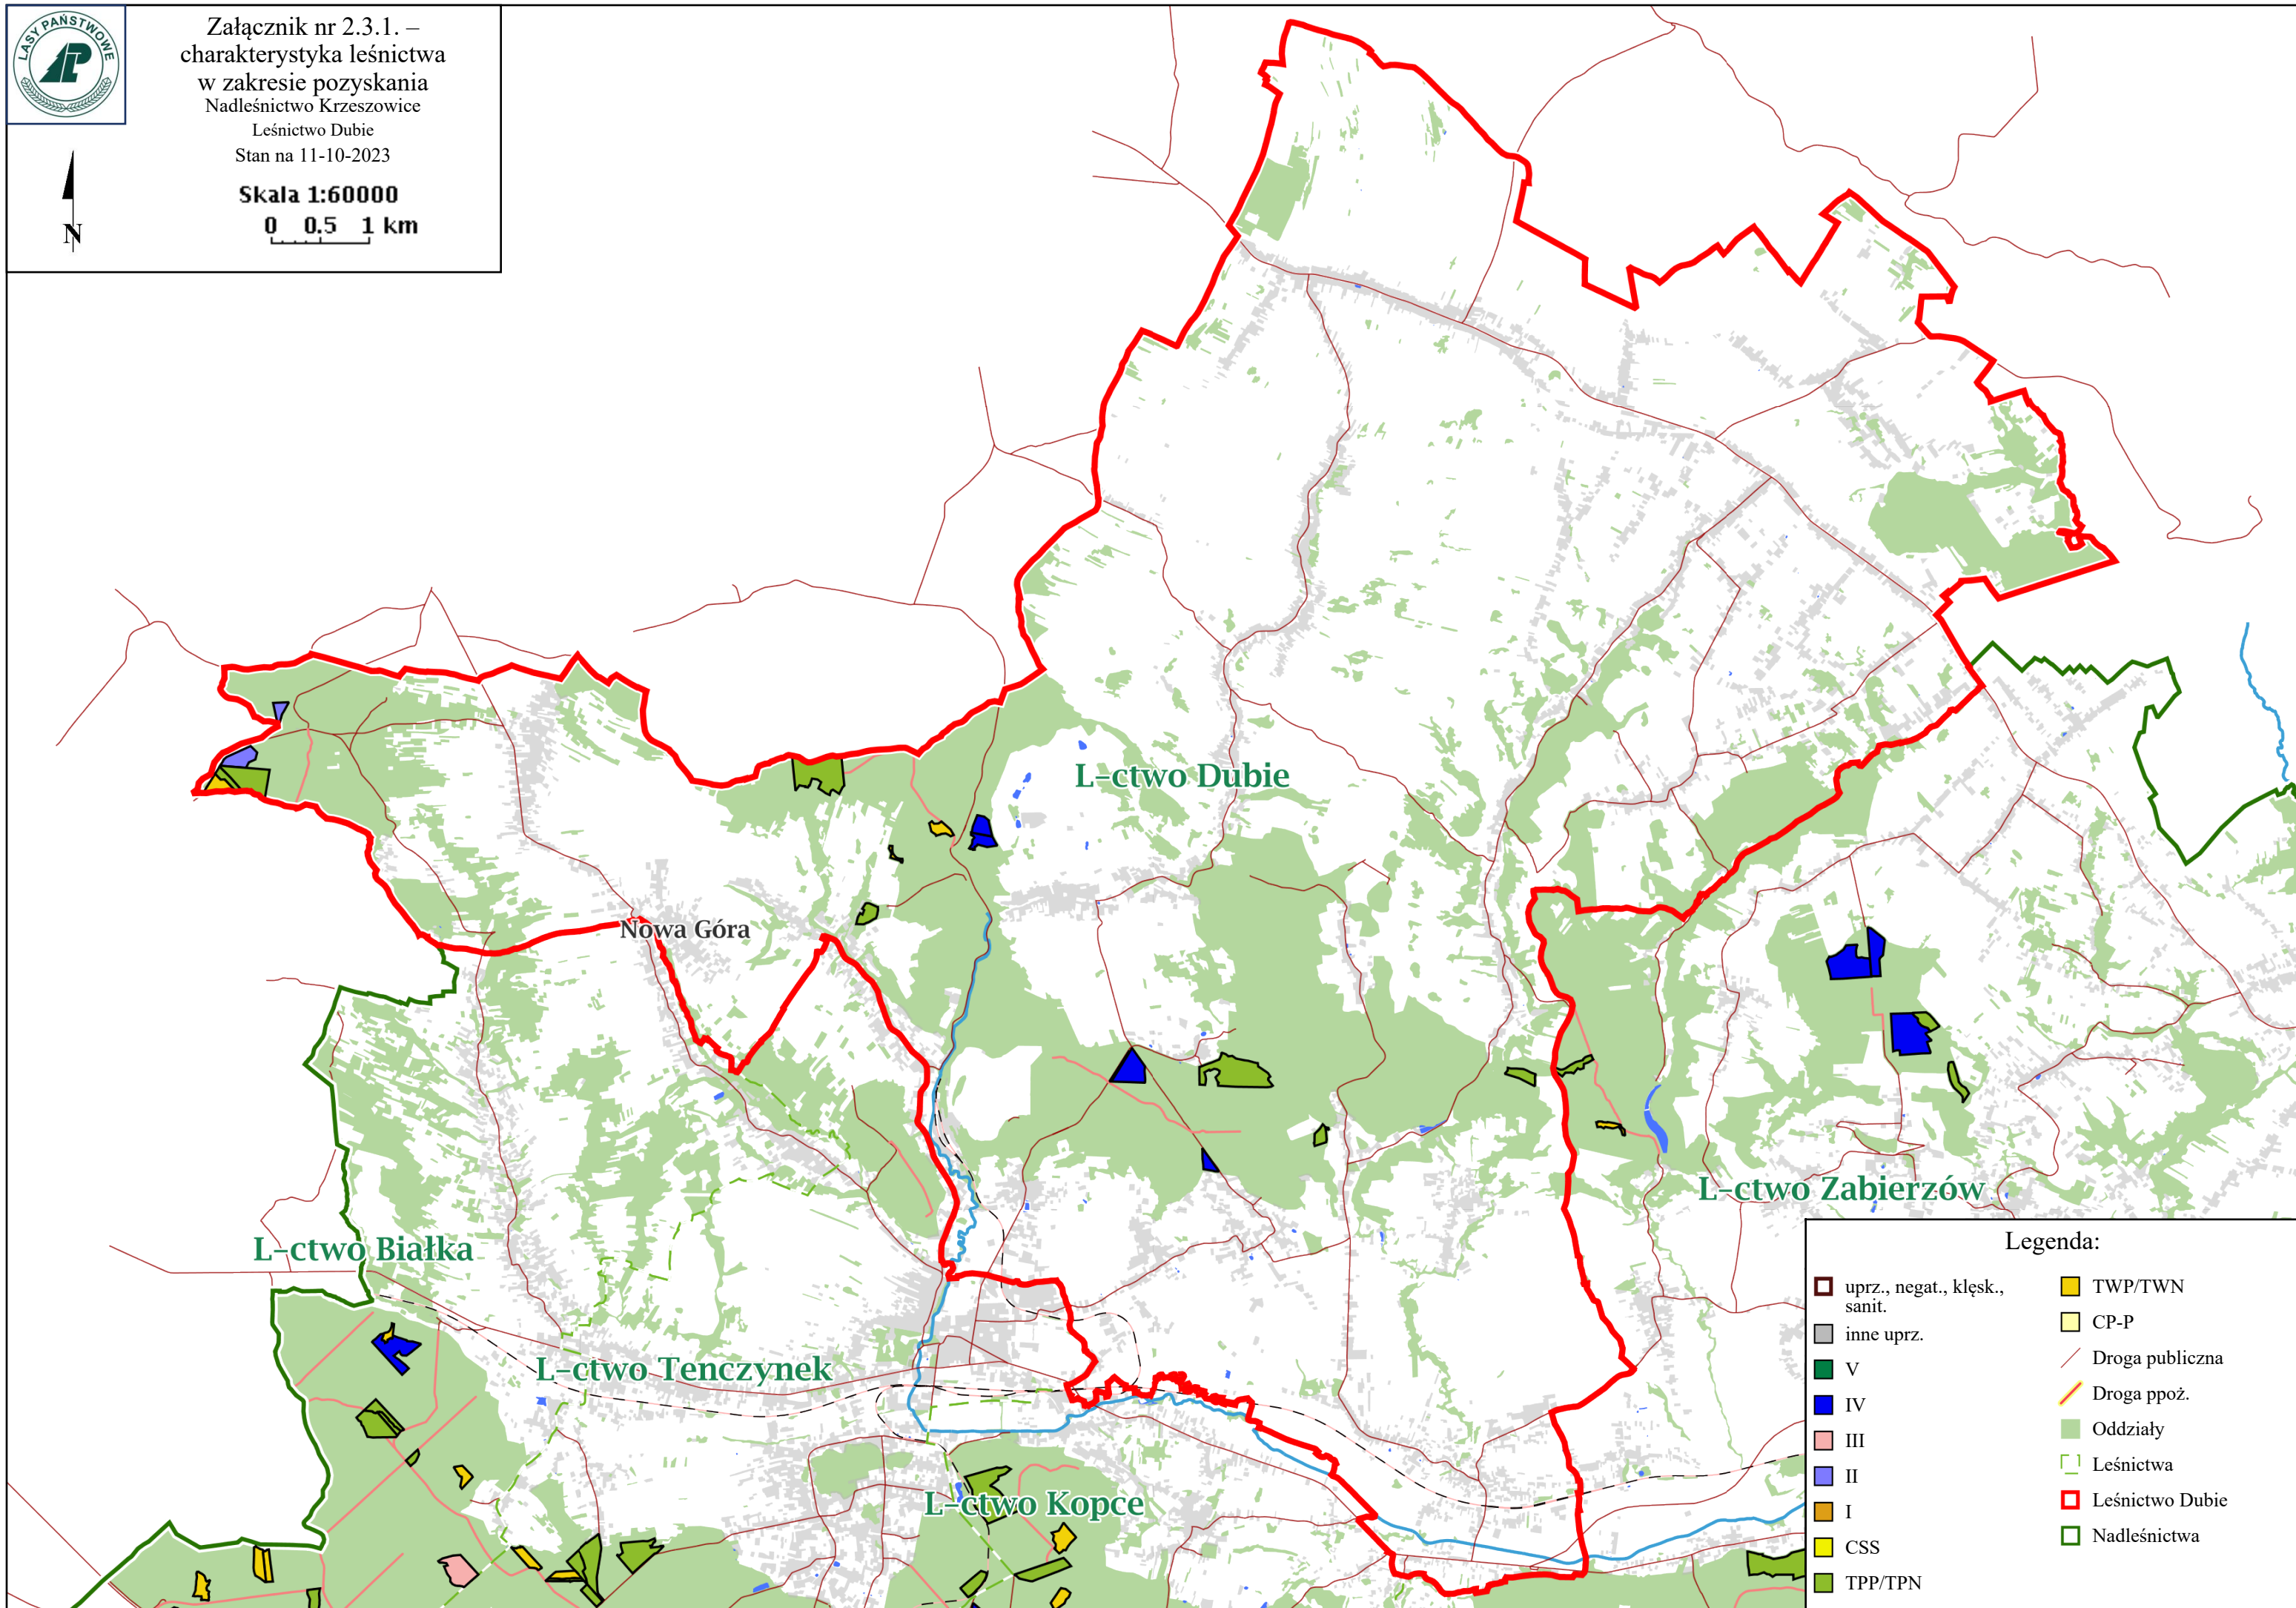 LASY PAŃSTWOWE
LP
Załącznik nr 2.3.1. –
charakterystyka leśnictwa
w zakresie pozyskania
Nadleśnictwo Krzeszowice
Leśnictwo Dubie
Stan na 11-10-2023
Skala 1:60000
0 0.5 1 km
N
L-ctwo Dubie
Nowa Góra
L-ctwo Zabierzów
L-ctwo Białka
L-ctwo Tenczynek
L-ctwo Kopce
Legenda:
uprz., negat., klęsk.,
sanit.
inne uprz.
V
IV
III
II
I
CSS
TPP/TPN
TWP/TWN
CP-P
Droga publiczna
Droga ppoż.
Oddziały
Leśnictwa
Leśnictwo Dubie
Nadleśnictwa